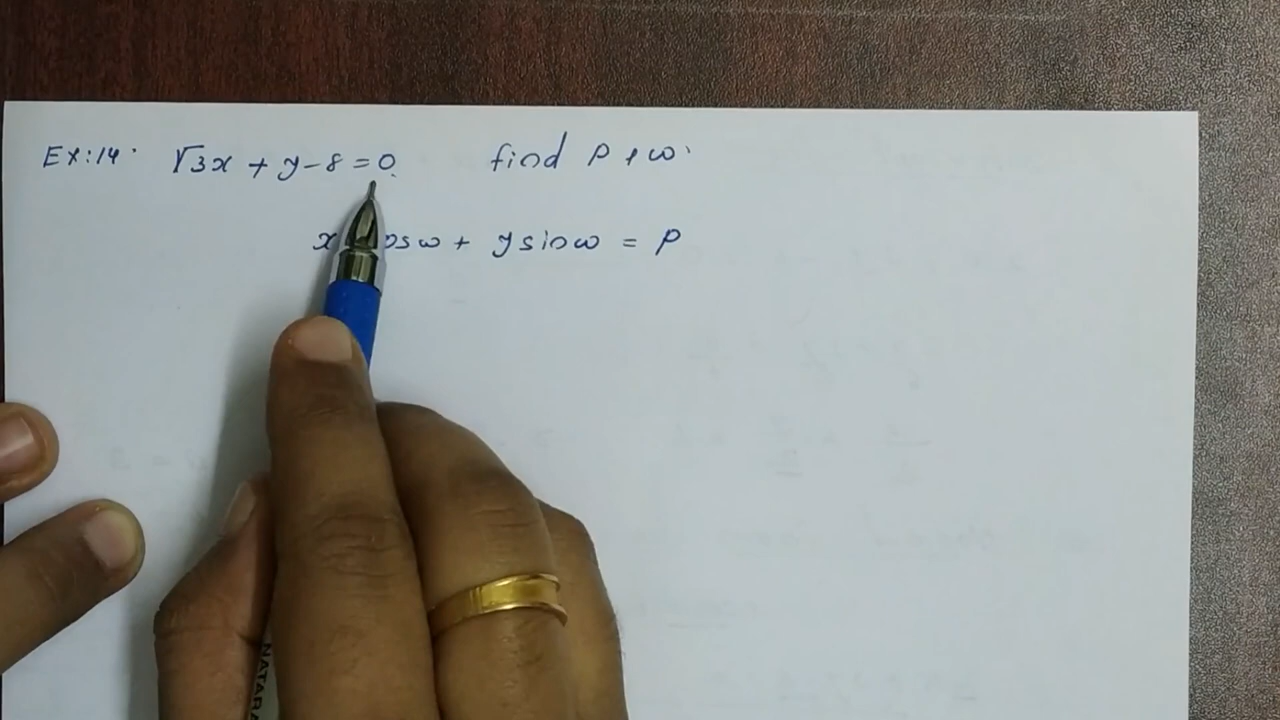 Ex:14. √3x + y - 8 = 0. find p, ω.
x cosω + y sinω = p